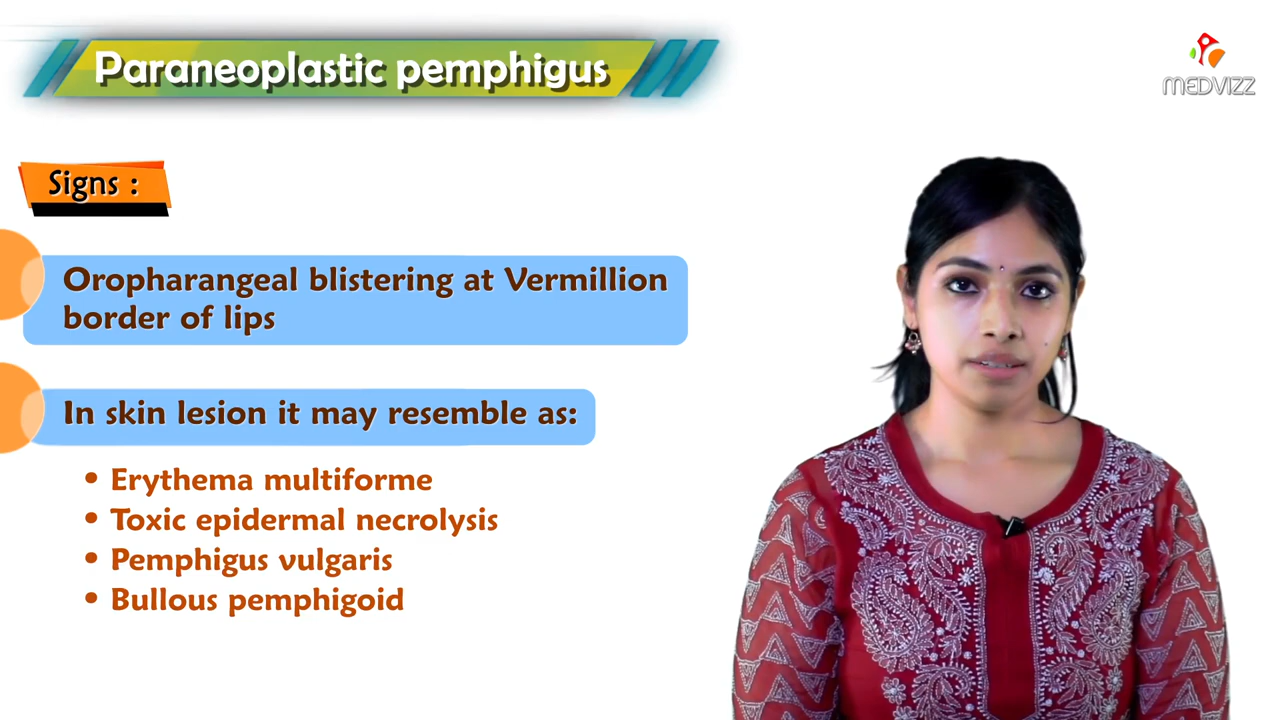 Paraneoplastic pemphigus
MEDVIZZ
Signs :
Oropharangeal blistering at Vermillion
border of lips
In skin lesion it may resemble as:
• Erythema multiforme
• Toxic epidermal necrolysis
• Pemphigus vulgaris
• Bullous pemphigoid